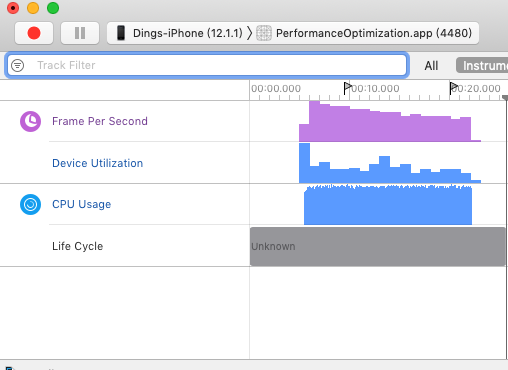 Dings-iPhone (12.1.1) PerformanceOptimization.app (4480)
Track Filter All Instrume
00:00.000 00:10.000 00:20.000
Frame Per Second
Device Utilization
CPU Usage
Life Cycle Unknown